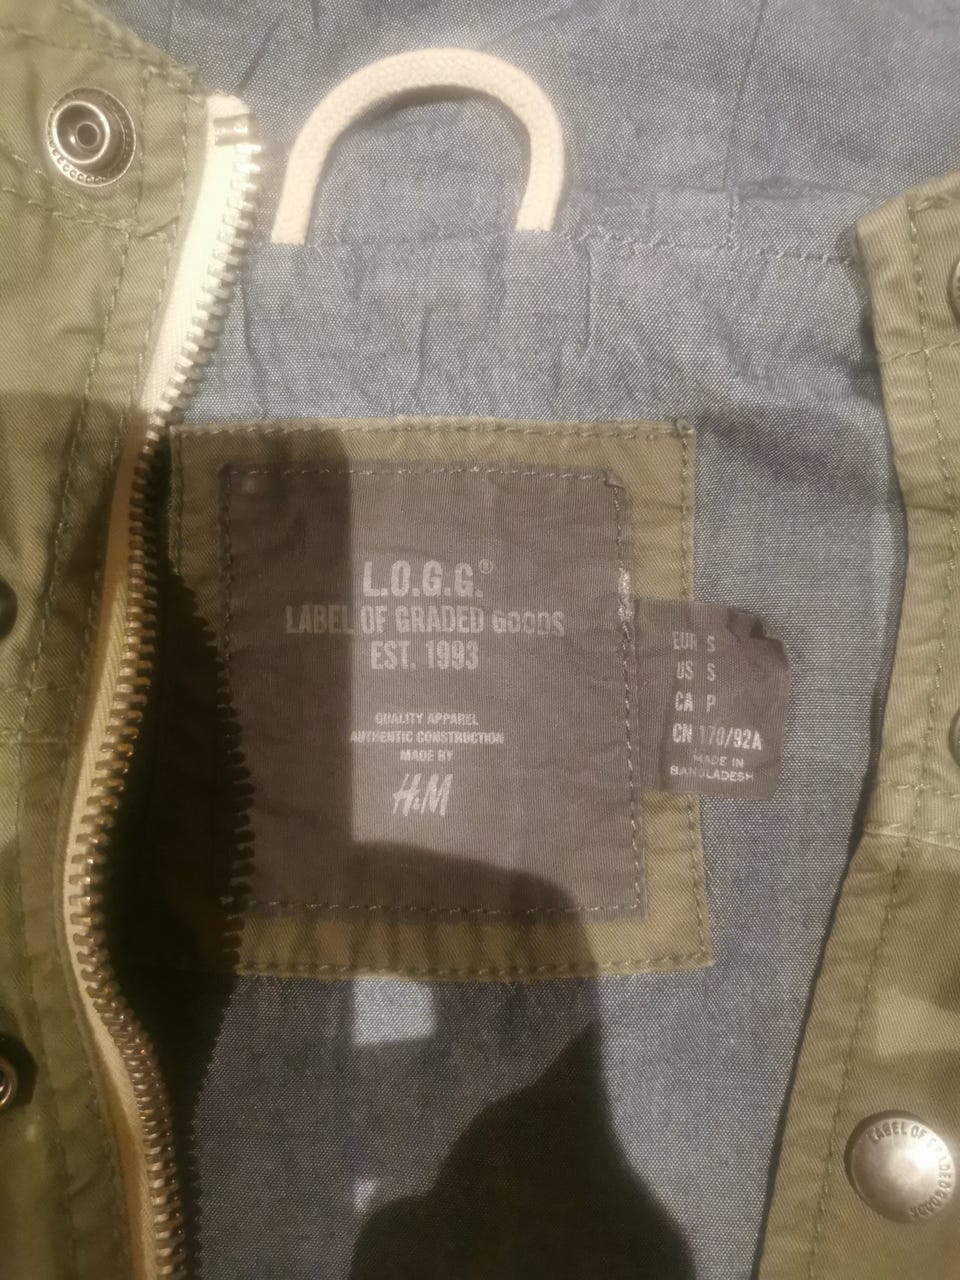 L.O.G.G.®
LABEL OF GRADED GOODS
EST. 1993
QUALITY APPAREL
AUTHENTIC CONSTRUCTION
MADE BY
H&M
EUR S
US S
CA P
CN 170/92A
MADE IN
BANGLADESH
LABEL OF GRADED GOODS